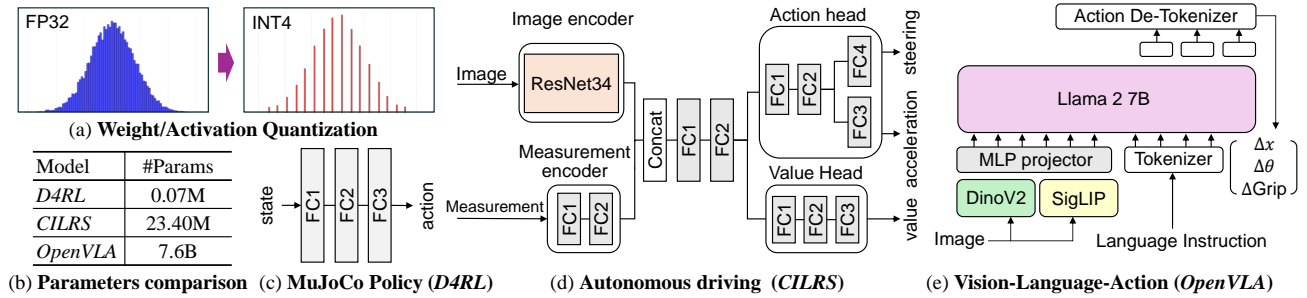 FP32
INT4
(a) Weight/Activation Quantization
Model #Params
D4RL 0.07M
CILRS 23.40M
OpenVLA 7.6B
(b) Parameters comparison
state
FC1
FC2
FC3
action
(c) MuJoCo Policy (D4RL)
Image encoder
Image
ResNet34
Measurement
encoder
Measurement
FC1
FC2
Concat
FC1
FC2
Action head
FC1
FC2
FC4
FC3
steering
acceleration
Value Head
FC1
FC2
FC3
value
(d) Autonomous driving (CILRS)
Action De-Tokenizer
Llama 2 7B
MLP projector
Tokenizer
DinoV2
SigLIP
Image
Language Instruction
Δx
Δθ
ΔGrip
(e) Vision-Language-Action (OpenVLA)